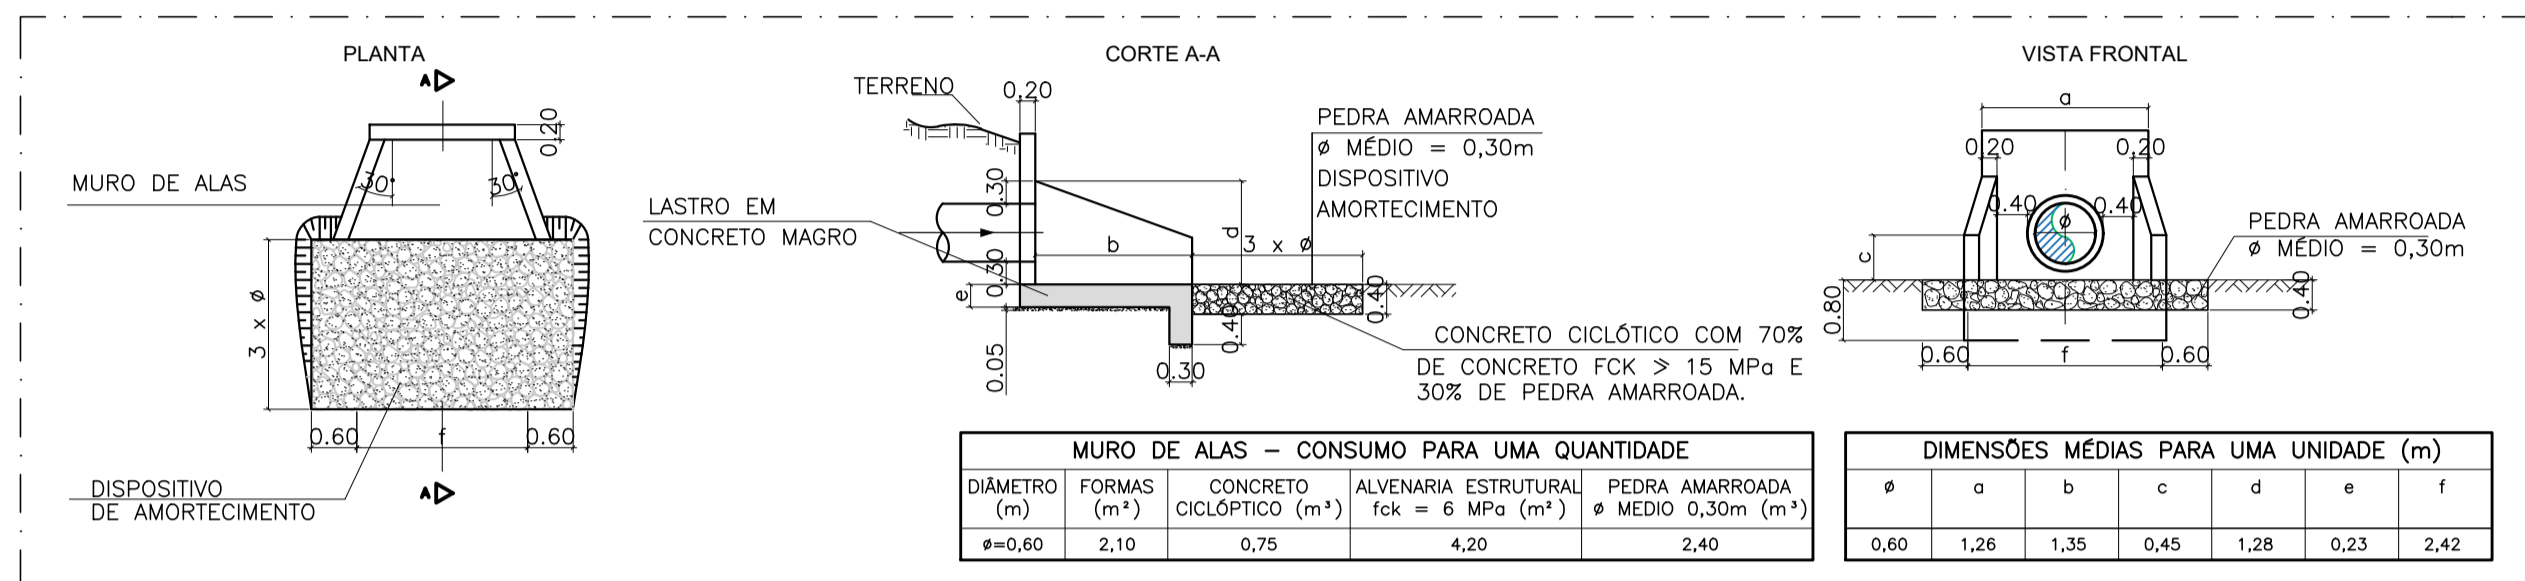 PLANTA
A
0.20
30°
30°
MURO DE ALAS
3 x ø
0.60
f
0.60
DISPOSITIVO
DE AMORTECIMENTO
A
CORTE A-A
TERRENO
0.20
PEDRA AMARROADA
ø MÉDIO = 0,30m
DISPOSITIVO
AMORTECIMENTO
LASTRO EM
CONCRETO MAGRO
0.30
b
d
3 x ø
0.30
e
0.05
0.30
0.40
0.40
CONCRETO CICLÓTICO COM 70%
DE CONCRETO FCK ⩾ 15 MPa E
30% DE PEDRA AMARROADA.
VISTA FRONTAL
a
0.20
0.20
0.40
0.40
ø
c
PEDRA AMARROADA
ø MÉDIO = 0,30m
0.80
0.40
0.60
f
0.60
MURO DE ALAS – CONSUMO PARA UMA QUANTIDADE
DIÂMETRO (m) FORMAS (m²) CONCRETO CICLÓPTICO (m³) ALVENARIA ESTRUTURAL fck = 6 MPa (m²) PEDRA AMARROADA ø MEDIO 0,30m (m³)
ø=0,60 2,10 0,75 4,20 2,40
DIMENSÕES MÉDIAS PARA UMA UNIDADE (m)
ø a b c d e f
0,60 1,26 1,35 0,45 1,28 0,23 2,42